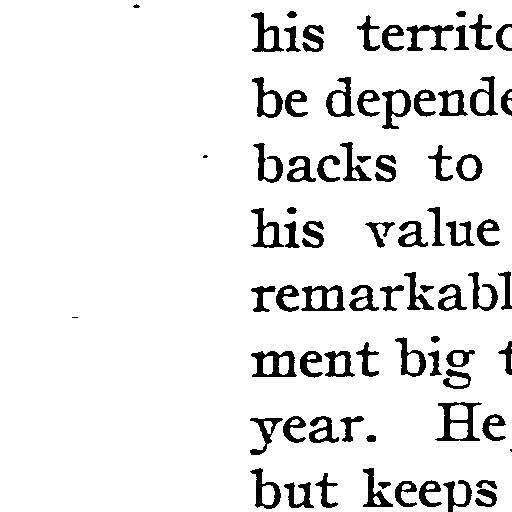 his territo
be depende
backs to
his value
remarkabl
ment big t
year. He
but keeps